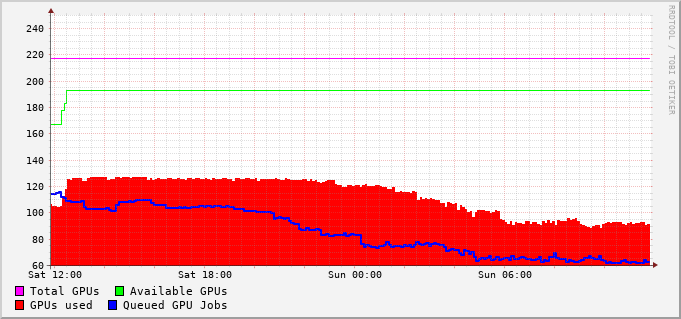 RRDTOOL / TOBI OETIKER
240
220
200
180
160
140
120
100
80
60
Sat 12:00 Sat 18:00 Sun 00:00 Sun 06:00
Total GPUs Available GPUs
GPUs used Queued GPU Jobs